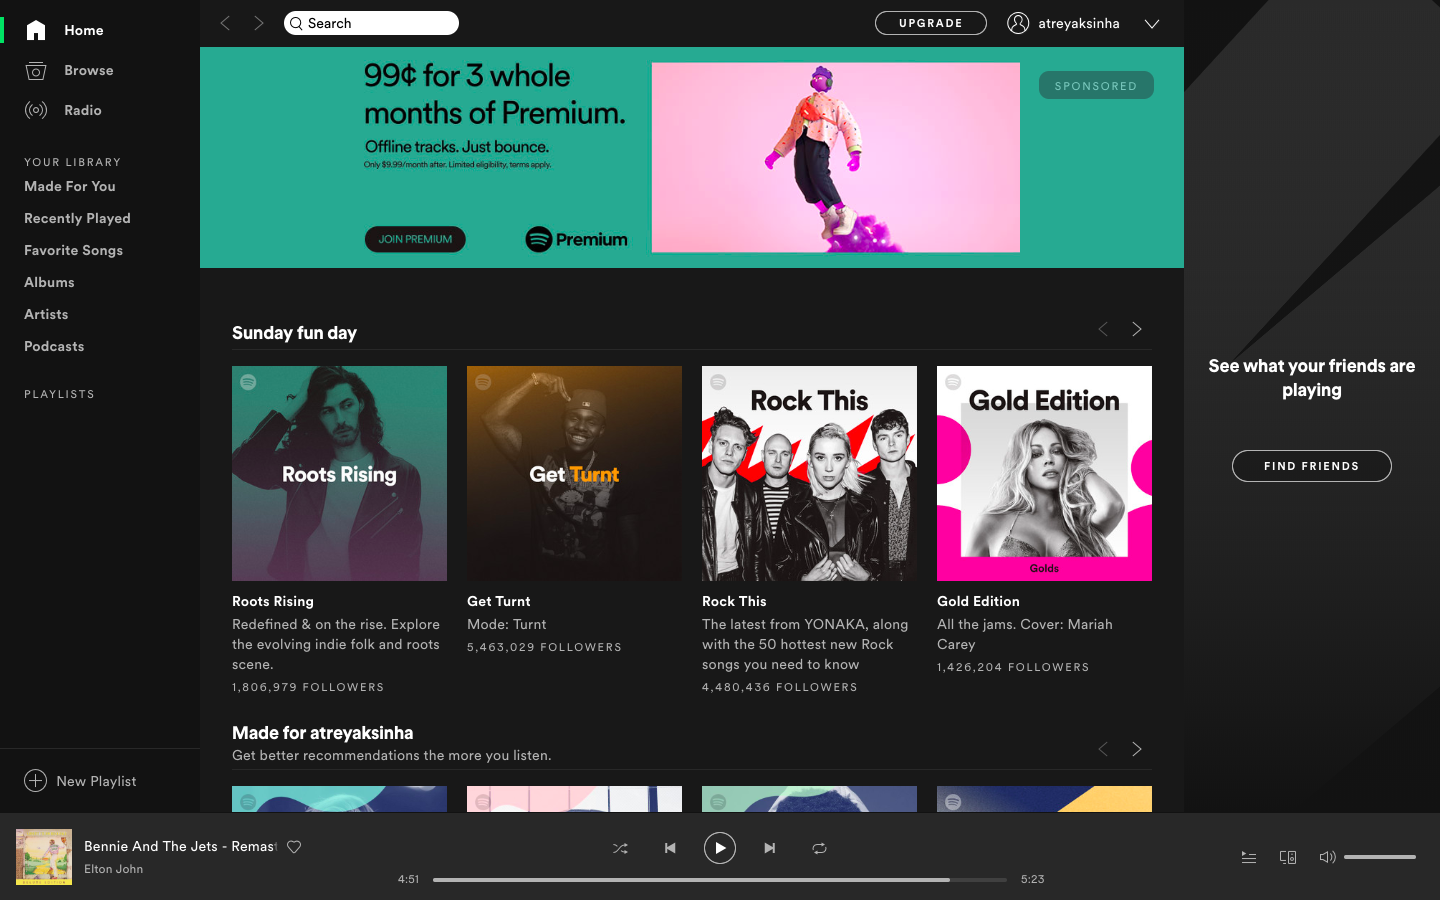 Home
Browse
Radio
YOUR LIBRARY
Made For You
Recently Played
Favorite Songs
Albums
Artists
Podcasts
PLAYLISTS
New Playlist
Search
UPGRADE
atreyaksinha
99¢ for 3 whole
months of Premium.
Offline tracks. Just bounce.
Only $9.99/month after. Limited eligibility, terms apply.
JOIN PREMIUM
Premium
SPONSORED
Sunday fun day
Roots Rising
Get Turnt
Rock This
Gold Edition
Golds
Roots Rising
Redefined & on the rise. Explore
the evolving indie folk and roots
scene.
1,806,979 FOLLOWERS
Get Turnt
Mode: Turnt
5,463,029 FOLLOWERS
Rock This
The latest from YONAKA, along
with the 50 hottest new Rock
songs you need to know
4,480,436 FOLLOWERS
Gold Edition
All the jams. Cover: Mariah
Carey
1,426,204 FOLLOWERS
Made for atreyaksinha
Get better recommendations the more you listen.
See what your friends are
playing
FIND FRIENDS
Bennie And The Jets - Remast
Elton John
4:51
5:23